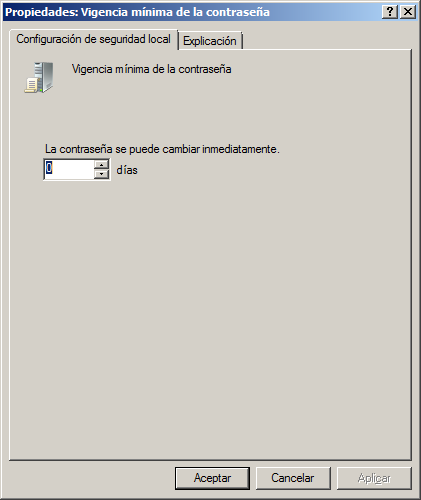 Propiedades: Vigencia mínima de la contraseña
Configuración de seguridad local
Explicación
Vigencia mínima de la contraseña
La contraseña se puede cambiar inmediatamente.
0 días
Aceptar Cancelar Aplicar